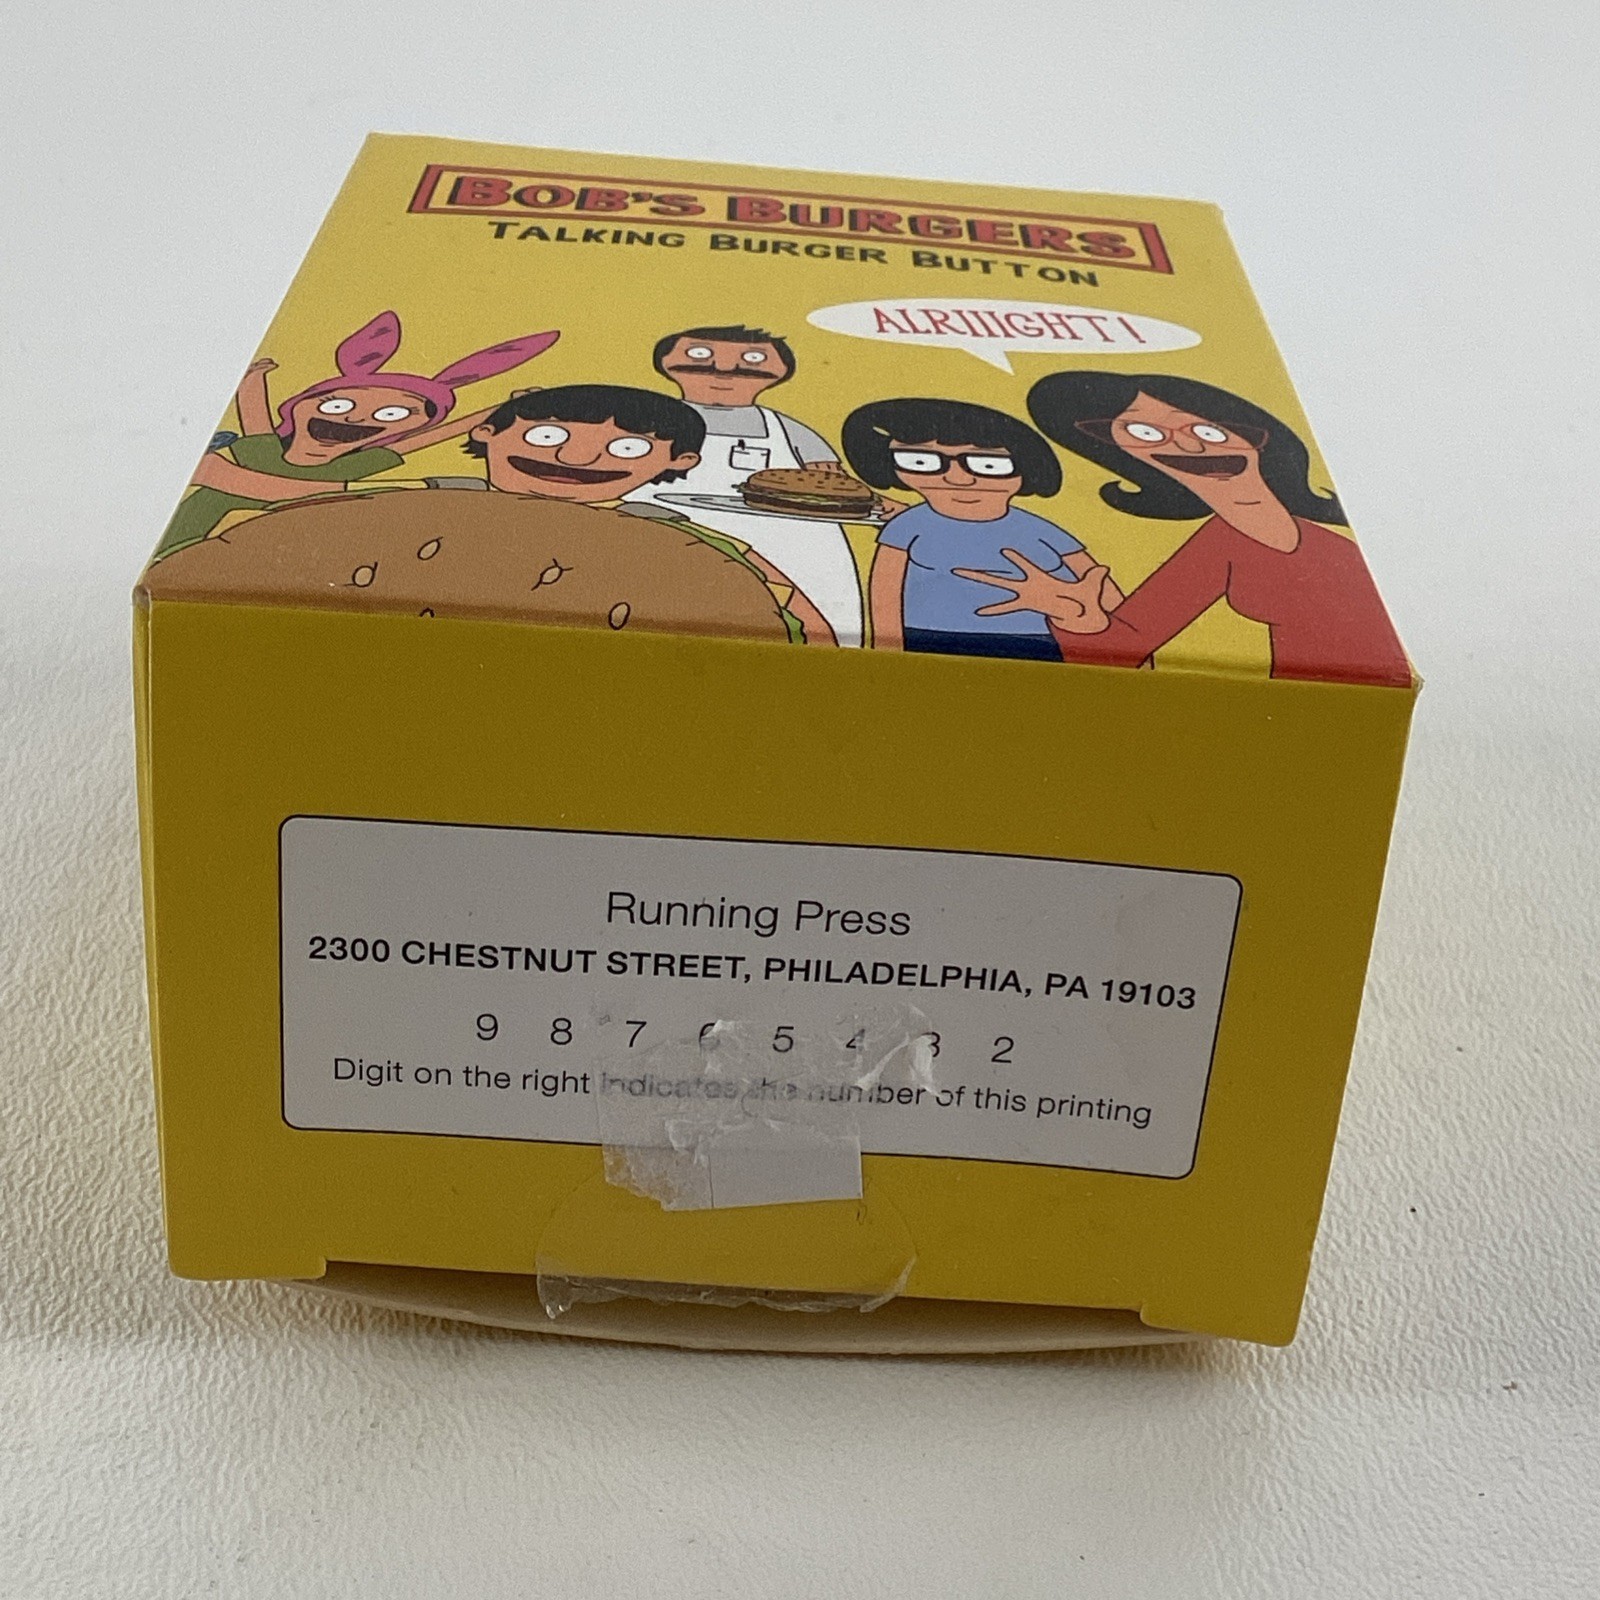 BOB'S BURGERS
TALKING BURGER BUTTON
ALRIIIGHT!
Running Press
2300 CHESTNUT STREET, PHILADELPHIA, PA 19103
9 8 7 6 5 4 3 2
Digit on the right indicates the number of this printing